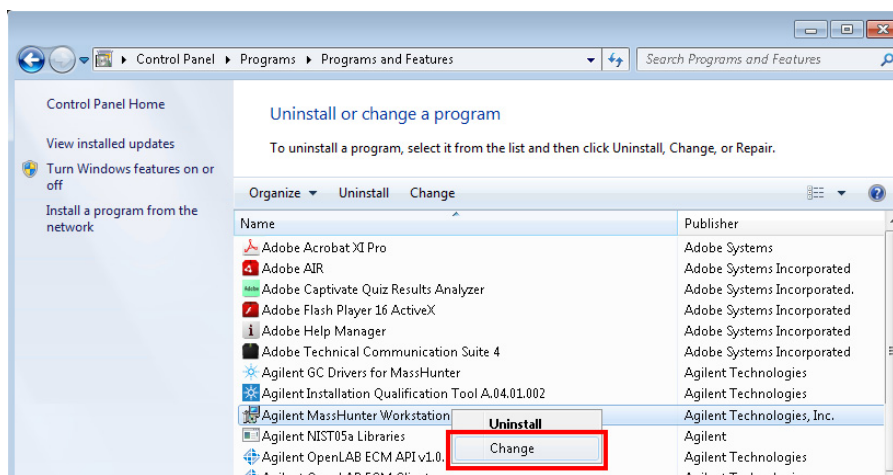 Control Panel Programs Programs and Features Search Programs and Features
Control Panel Home
View installed updates
Turn Windows features on or
off
Install a program from the
network
Uninstall or change a program
To uninstall a program, select it from the list and then click Uninstall, Change, or Repair.
Organize Uninstall Change
Name Publisher
Adobe Acrobat XI Pro Adobe Systems
Adobe AIR Adobe Systems Incorporated
Adobe Captivate Quiz Results Analyzer Adobe Systems Incorporated.
Adobe Flash Player 16 ActiveX Adobe Systems Incorporated
Adobe Help Manager Adobe Systems Incorporated
Adobe Technical Communication Suite 4 Adobe Systems Incorporated
Agilent GC Drivers for MassHunter Agilent Technologies
Agilent Installation Qualification Tool A.04.01.002 Agilent Technologies
Agilent MassHunter Workstation Agilent Technologies, Inc.
Uninstall
Agilent NIST05a Libraries Agilent
Change
Agilent OpenLAB ECM API v1.0. Agilent Technologies